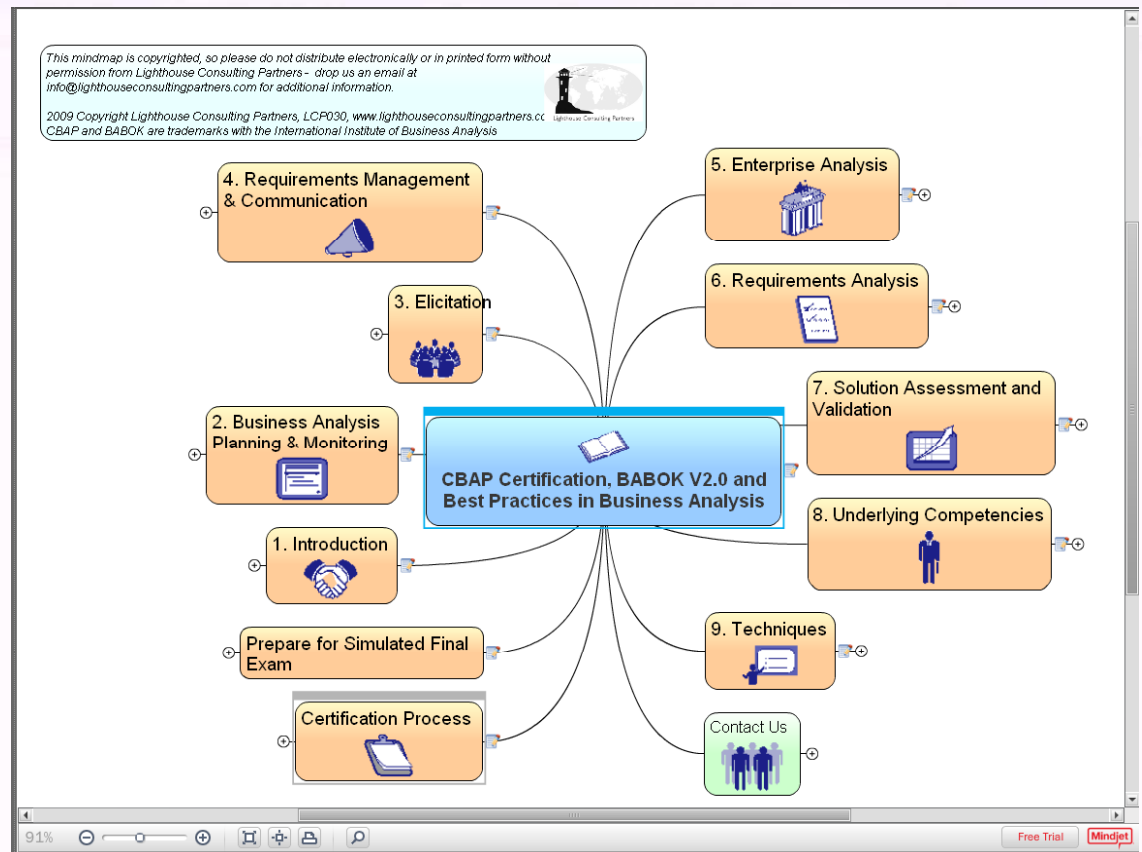 This mindmap is copyrighted, so please do not distribute electronically or in printed form without
permission from Lighthouse Consulting Partners - drop us an email at
info@lighthouseconsultingpartners.com for additional information.
2009 Copyright Lighthouse Consulting Partners, LCP030, www.lighthouseconsultingpartners.co
CBAP and BABOK are trademarks with the International Institute of Business Analysis
Lighthouse Consulting Partners
4. Requirements Management
& Communication
3. Elicitation
2. Business Analysis
Planning & Monitoring
1. Introduction
Prepare for Simulated Final
Exam
Certification Process
CBAP Certification, BABOK V2.0 and
Best Practices in Business Analysis
5. Enterprise Analysis
6. Requirements Analysis
7. Solution Assessment and
Validation
8. Underlying Competencies
9. Techniques
Contact Us
91%
Free Trial
Mindjet